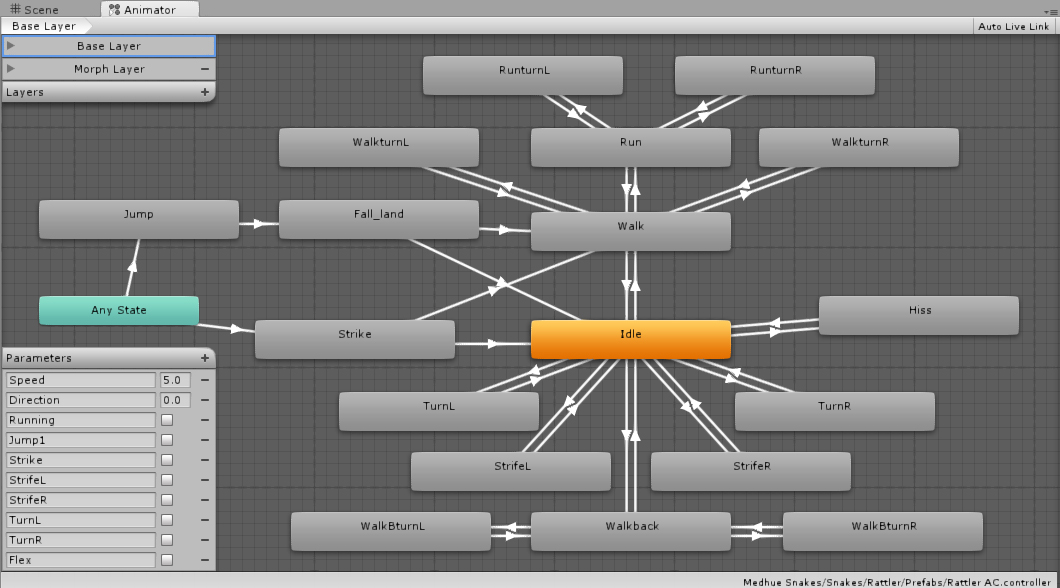 Scene
Animator
Base Layer
Auto Live Link
Base Layer
Morph Layer
Layers
RunturnL
RunturnR
WalkturnL
Run
WalkturnR
Jump
Fall_land
Walk
Any State
Strike
Idle
Hiss
TurnL
TurnR
StrifeL
StrifeR
WalkBturnL
Walkback
WalkBturnR
Parameters
Speed 5.0
Direction 0.0
Running
Jump1
Strike
StrifeL
StrifeR
TurnL
TurnR
Flex
Medhue Snakes/Snakes/Rattler/Prefabs/Rattler AC.controller